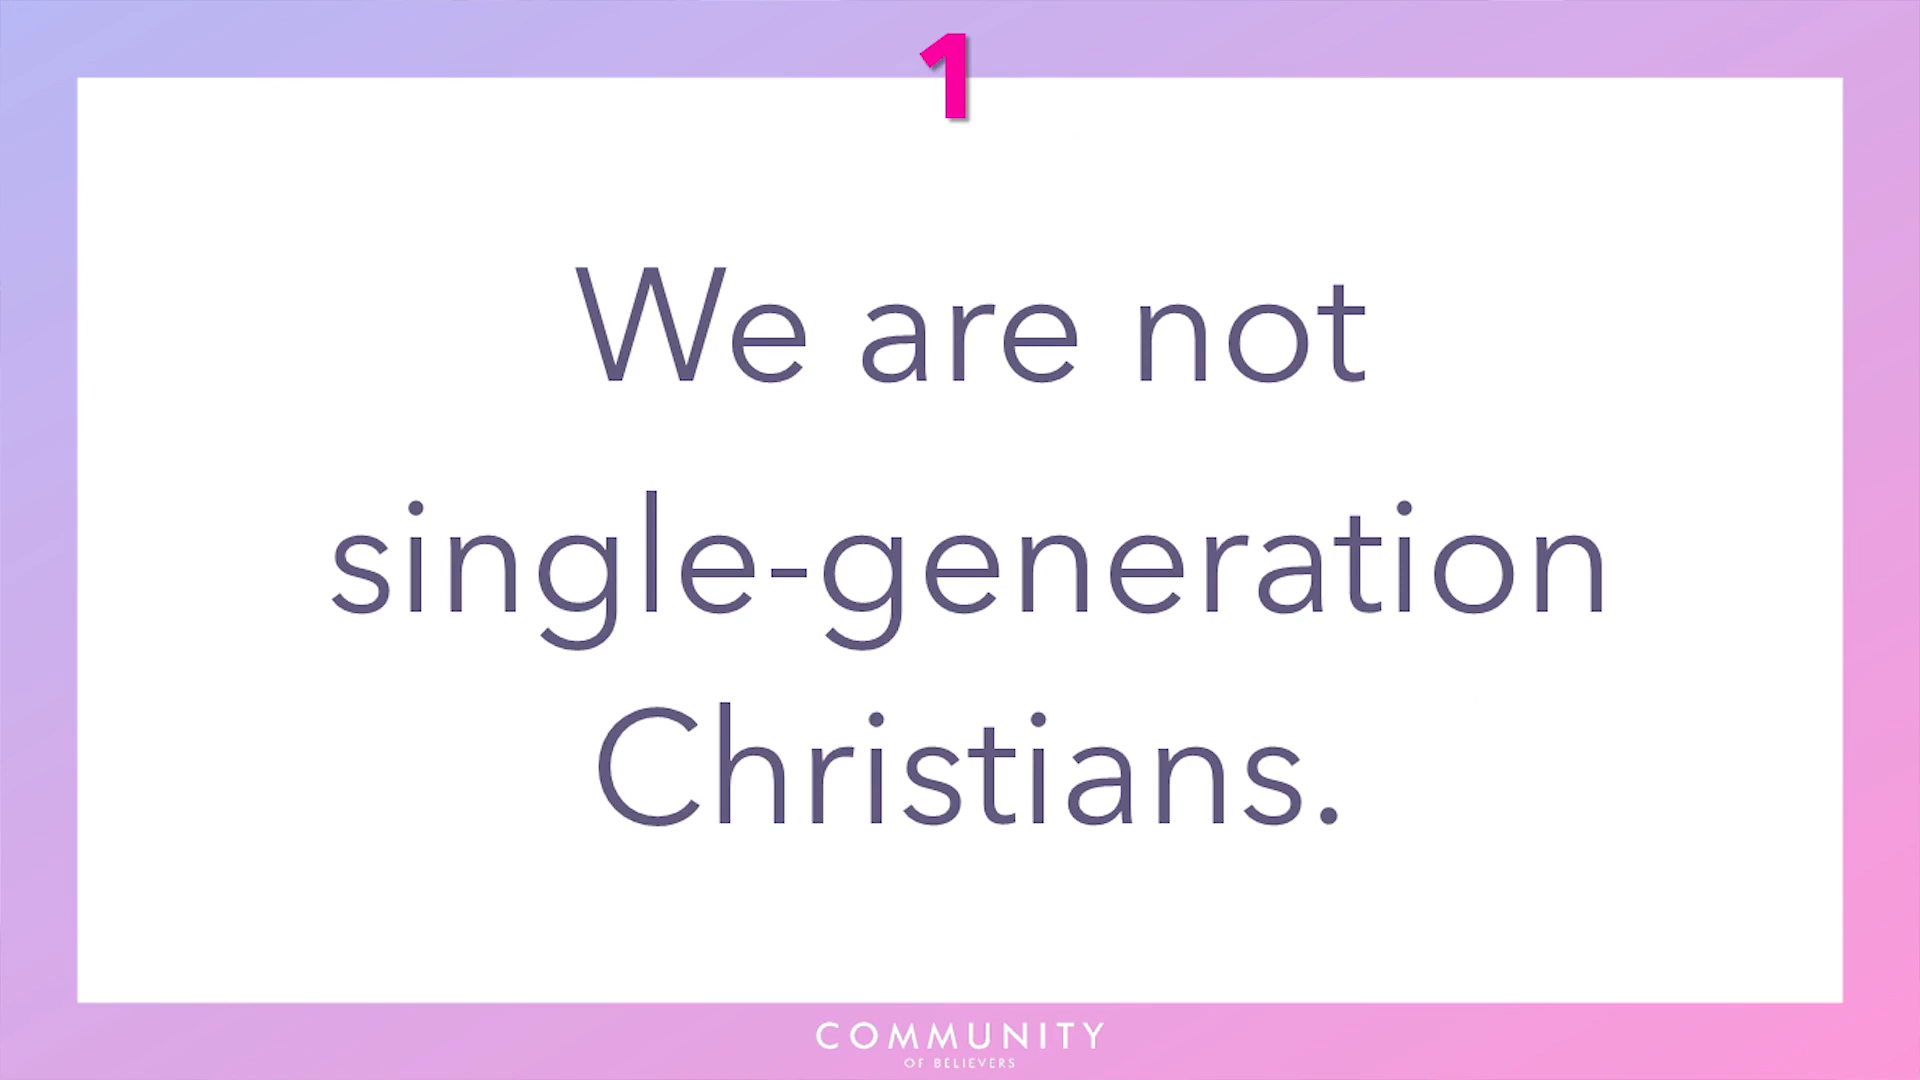 1
We are not
single-generation
Christians.
COMMUNITY
OF BELIEVERS